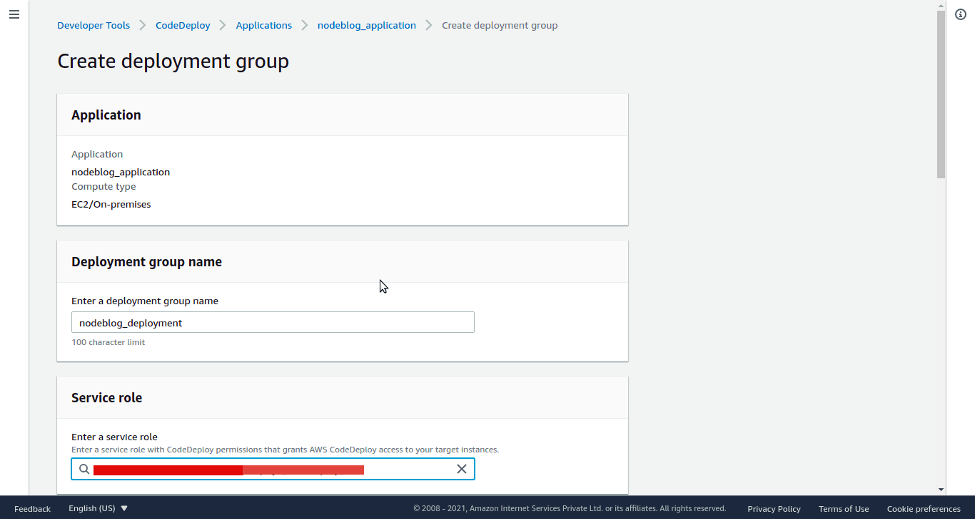 Developer Tools > CodeDeploy > Applications > nodeblog_application > Create deployment group
Create deployment group
Application
Application
nodeblog_application
Compute type
EC2/On-premises
Deployment group name
Enter a deployment group name
nodeblog_deployment
100 character limit
Service role
Enter a service role
Enter a service role with CodeDeploy permissions that grants AWS CodeDeploy access to your target instances.
Feedback English (US) © 2008 - 2021, Amazon Internet Services Private Ltd. or its affiliates. All rights reserved. Privacy Policy Terms of Use Cookie preferences